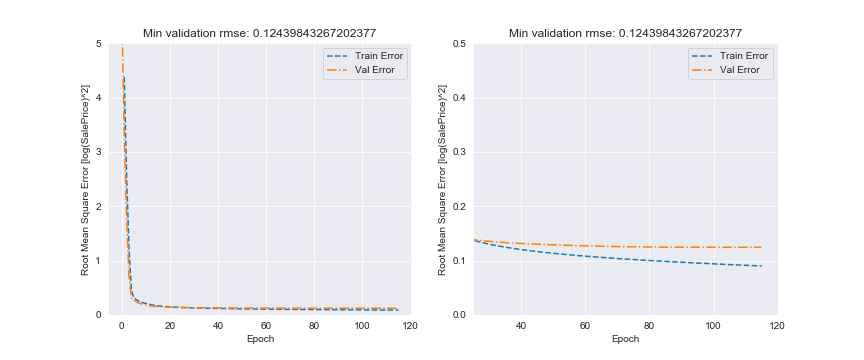 Min validation rmse: 0.12439843267202377
Train Error
Val Error
Root Mean Square Error [log(SalePrice)^2]
5
4
3
2
1
0
0 20 40 60 80 100 120
Epoch
Min validation rmse: 0.12439843267202377
Train Error
Val Error
Root Mean Square Error [log(SalePrice)^2]
0.5
0.4
0.3
0.2
0.1
0.0
40 60 80 100 120
Epoch